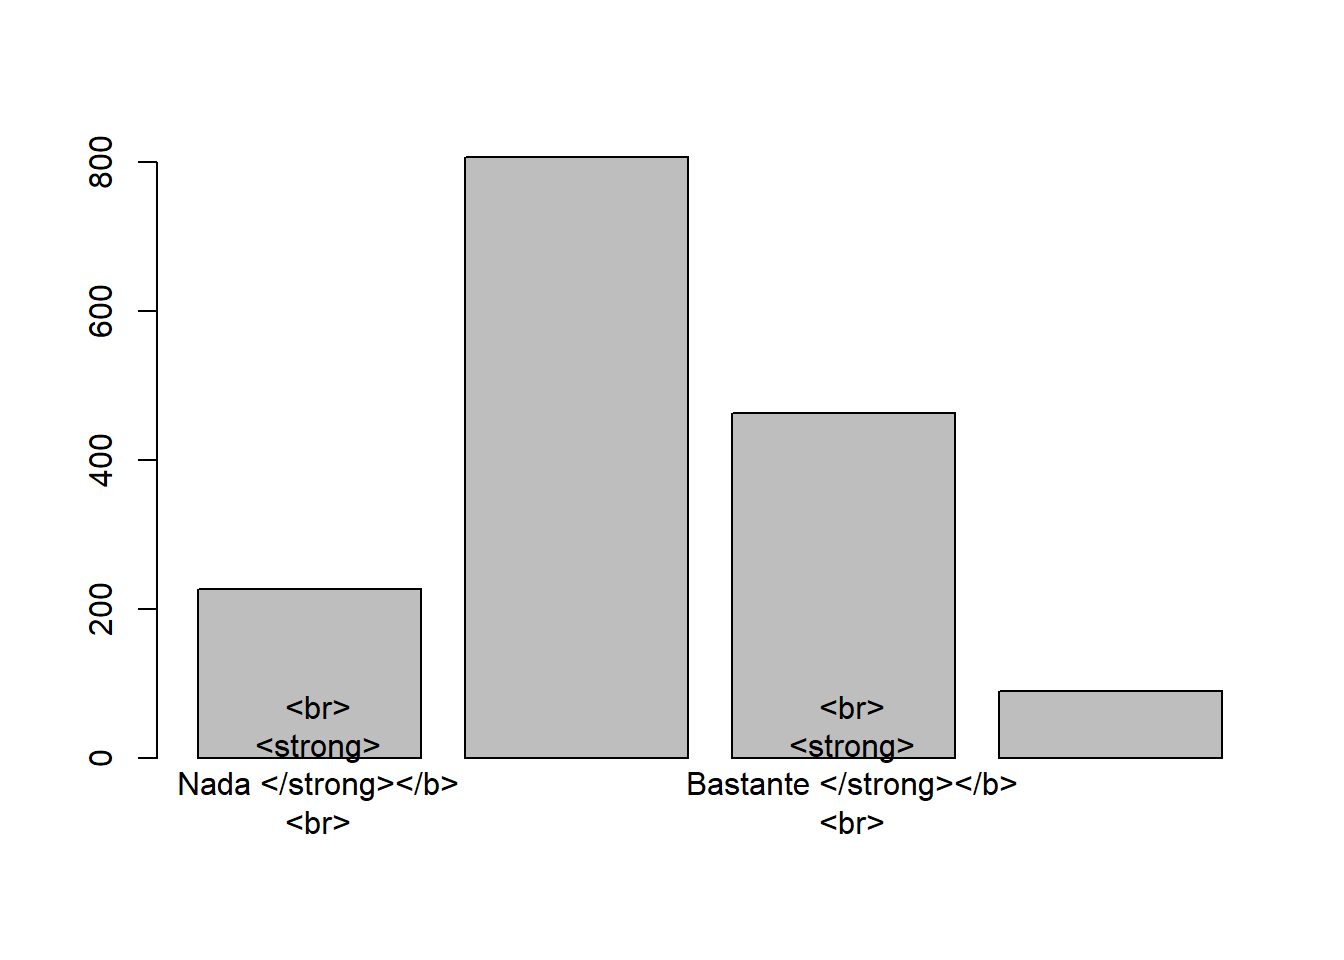 800
600
400
200
0
<br>
<strong>
Nada </strong></b>
<br>
<br>
<strong>
Bastante </strong></b>
<br>